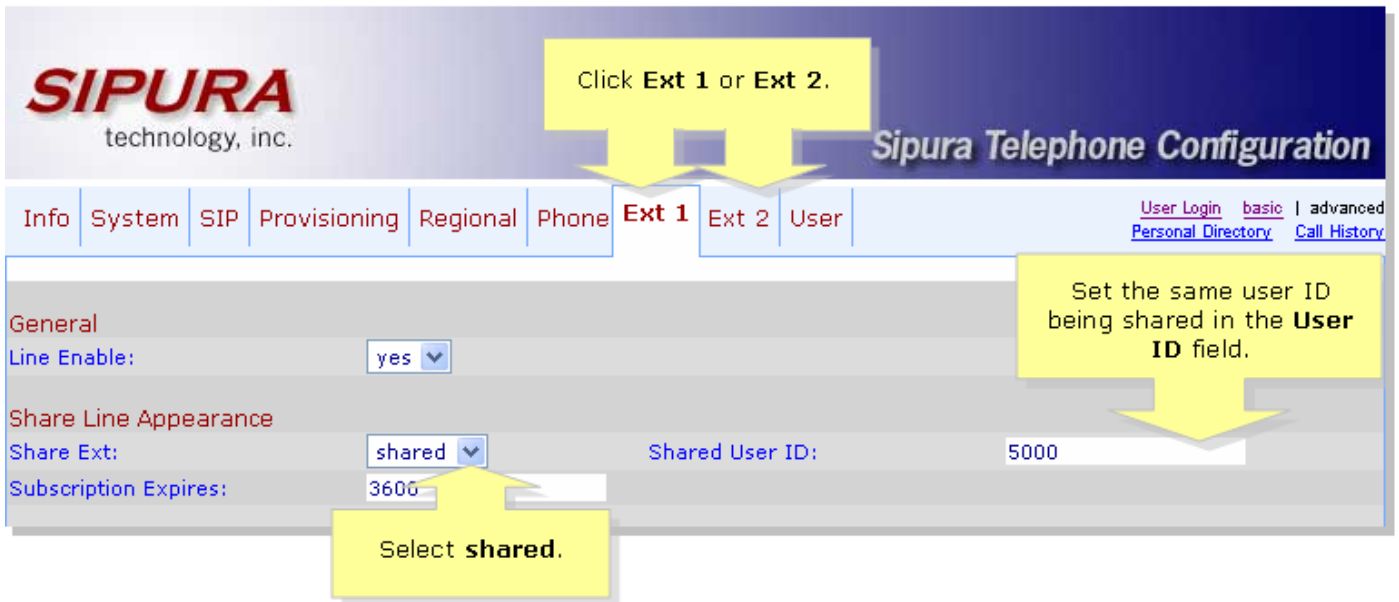 SIPURA
technology, inc.
Click Ext 1 or Ext 2.
Sipura Telephone Configuration
Info System SIP Provisioning Regional Phone Ext 1 Ext 2 User
User Login basic | advanced
Personal Directory Call History
Set the same user ID
being shared in the User
ID field.
General
Line Enable: yes
Share Line Appearance
Share Ext: shared Shared User ID: 5000
Subscription Expires: 3600
Select shared.